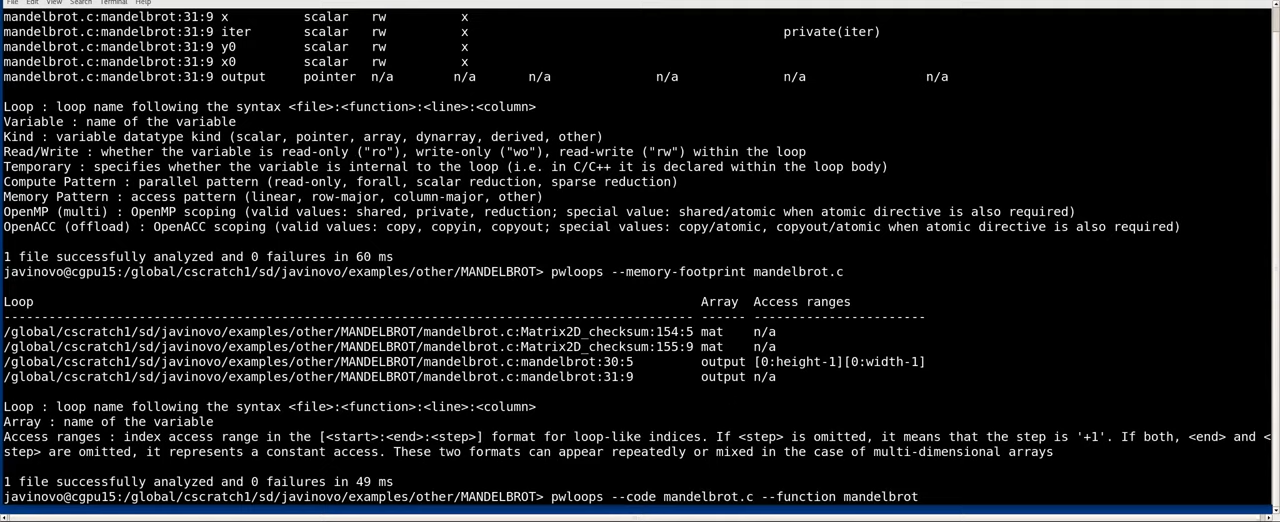 File Edit View Search Terminal Help
mandelbrot.c:mandelbrot:31:9 x scalar rw x
mandelbrot.c:mandelbrot:31:9 iter scalar rw x private(iter)
mandelbrot.c:mandelbrot:31:9 y0 scalar rw x
mandelbrot.c:mandelbrot:31:9 x0 scalar rw x
mandelbrot.c:mandelbrot:31:9 output pointer n/a n/a n/a n/a n/a n/a
Loop : loop name following the syntax <file>:<function>:<line>:<column>
Variable : name of the variable
Kind : variable datatype kind (scalar, pointer, array, dynarray, derived, other)
Read/Write : whether the variable is read-only ("ro"), write-only ("wo"), read-write ("rw") within the loop
Temporary : specifies whether the variable is internal to the loop (i.e. in C/C++ it is declared within the loop body)
Compute Pattern : parallel pattern (read-only, forall, scalar reduction, sparse reduction)
Memory Pattern : access pattern (linear, row-major, column-major, other)
OpenMP (multi) : OpenMP scoping (valid values: shared, private, reduction; special value: shared/atomic when atomic directive is also required)
OpenACC (offload) : OpenACC scoping (valid values: copy, copyin, copyout; special values: copy/atomic, copyout/atomic when atomic directive is also required)
1 file successfully analyzed and 0 failures in 60 ms
javinovo@cgpu15:/global/cscratch1/sd/javinovo/examples/other/MANDELBROT> pwloops --memory-footprint mandelbrot.c
Loop Array Access ranges
---------------------------------------------------------------------------------------------- ------ -----------------------
/global/cscratch1/sd/javinovo/examples/other/MANDELBROT/mandelbrot.c:Matrix2D_checksum:154:5 mat n/a
/global/cscratch1/sd/javinovo/examples/other/MANDELBROT/mandelbrot.c:Matrix2D_checksum:155:9 mat n/a
/global/cscratch1/sd/javinovo/examples/other/MANDELBROT/mandelbrot.c:mandelbrot:30:5 output [0:height-1][0:width-1]
/global/cscratch1/sd/javinovo/examples/other/MANDELBROT/mandelbrot.c:mandelbrot:31:9 output n/a
Loop : loop name following the syntax <file>:<function>:<line>:<column>
Array : name of the variable
Access ranges : index access range in the [<start>:<end>:<step>] format for loop-like indices. If <step> is omitted, it means that the step is '+1'. If both, <end> and <
step> are omitted, it represents a constant access. These two formats can appear repeatedly or mixed in the case of multi-dimensional arrays
1 file successfully analyzed and 0 failures in 49 ms
javinovo@cgpu15:/global/cscratch1/sd/javinovo/examples/other/MANDELBROT> pwloops --code mandelbrot.c --function mandelbrot